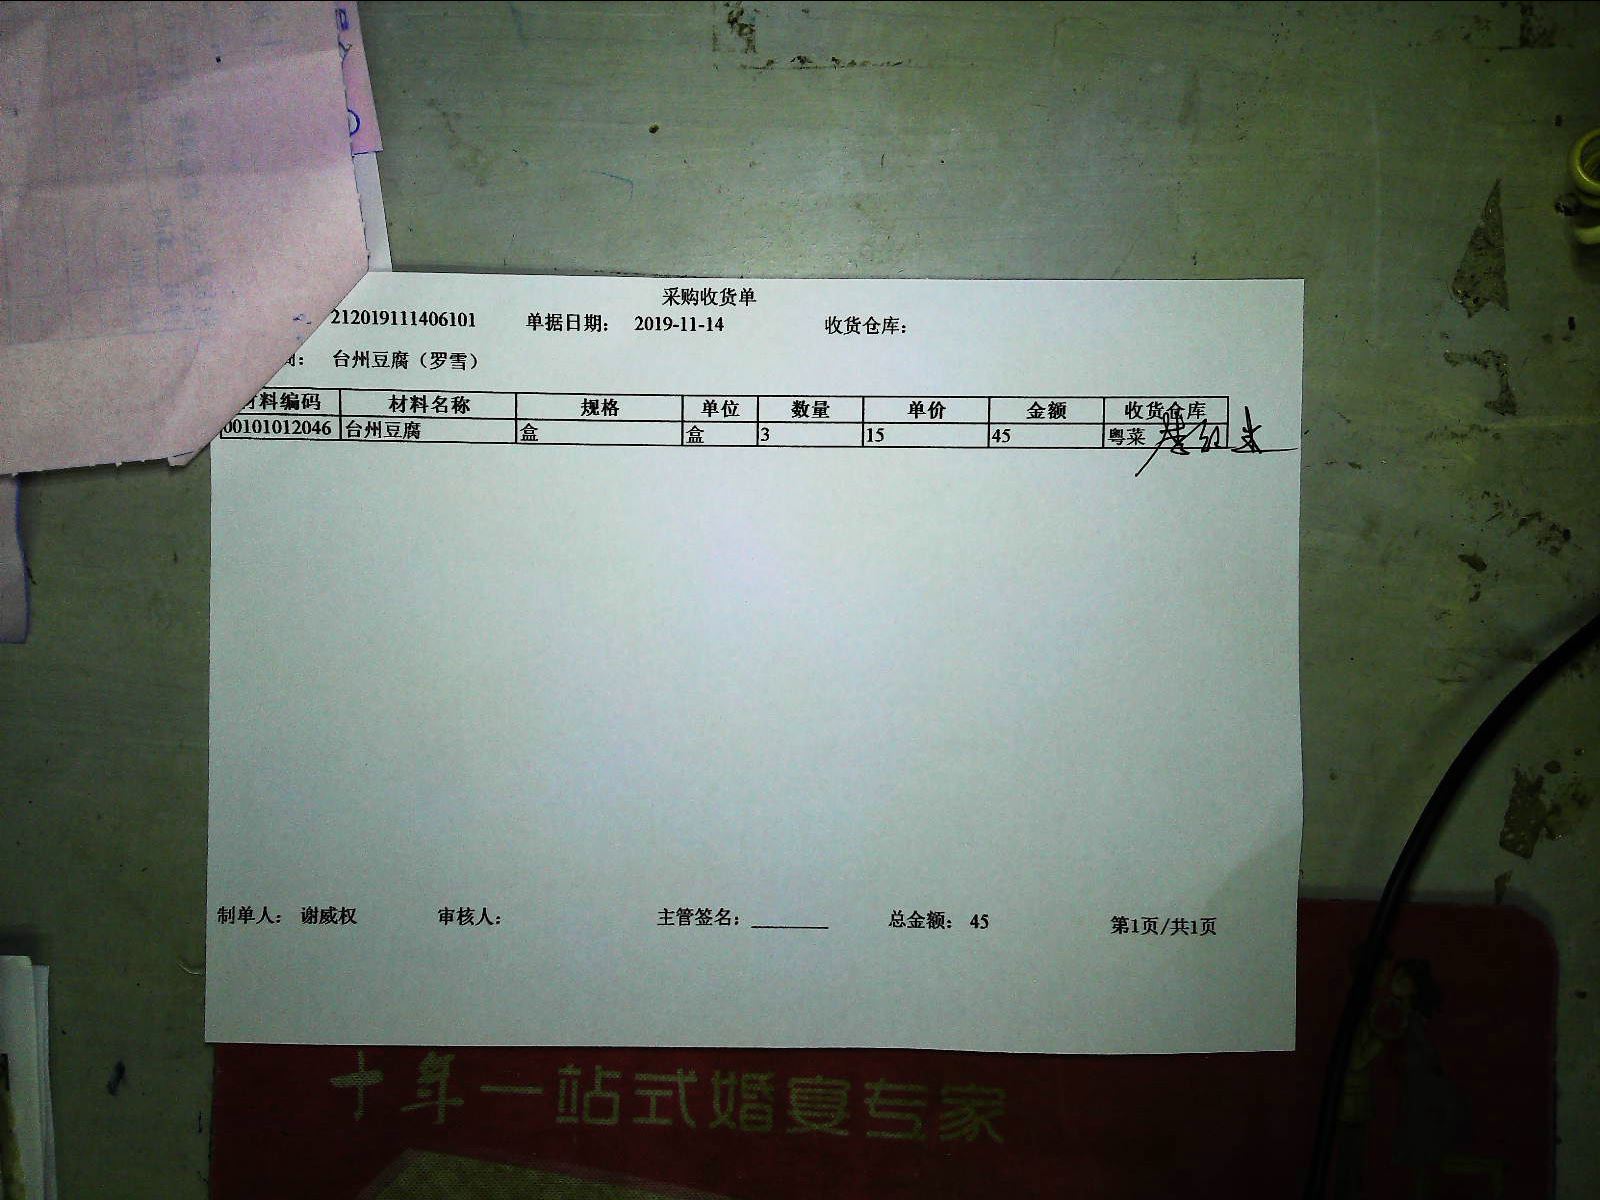 采购收货单
212019111406101 单据日期： 2019-11-14 收货仓库：
： 台州豆腐（罗雪）
材料编码 材料名称 规格 单位 数量 单价 金额 收货仓库
00101012046 台州豆腐 盒 盒 3 15 45 粤菜
制单人： 谢威权 审核人： 主管签名：________ 总金额： 45 第1页/共1页
十年一站式婚宴专家